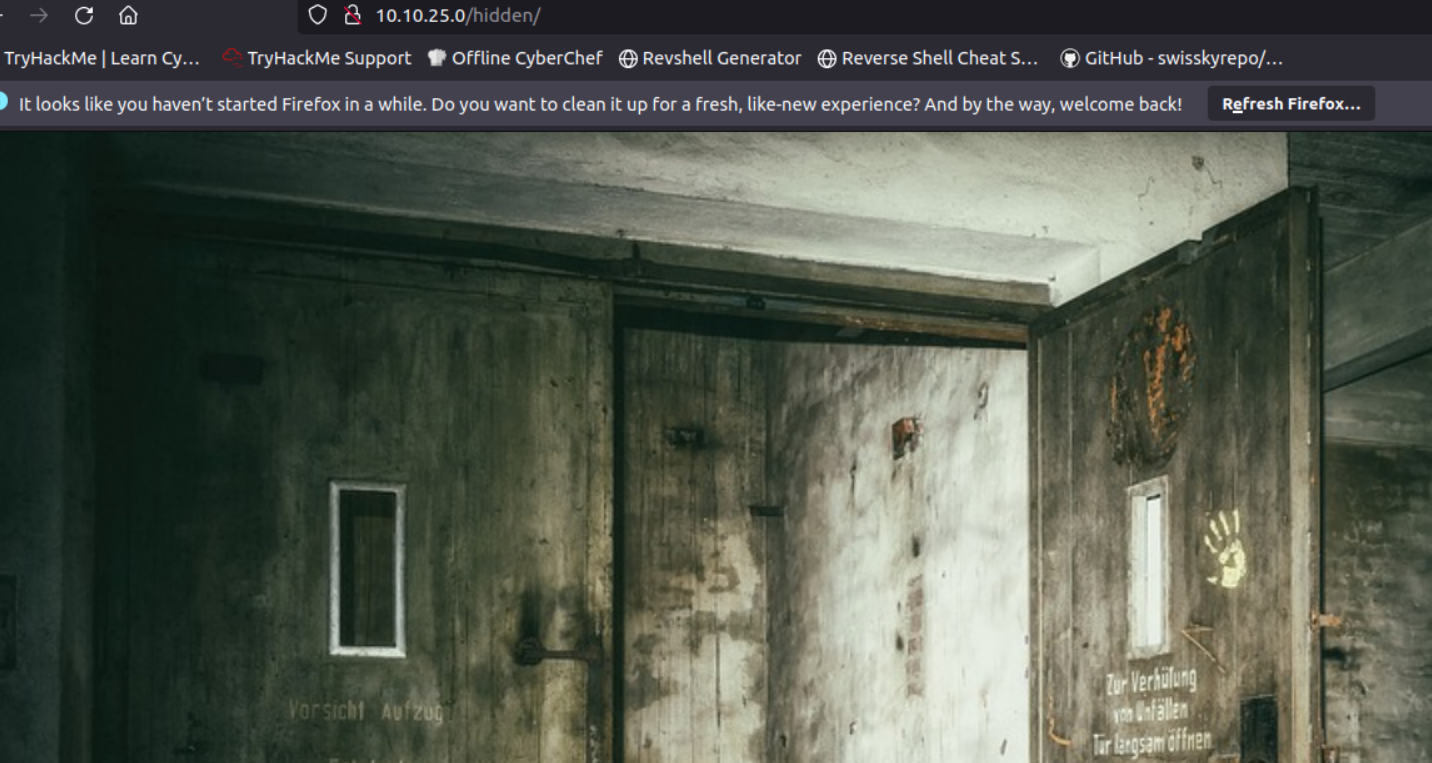 10.10.25.0/hidden/
TryHackMe | Learn Cy… TryHackMe Support Offline CyberChef Revshell Generator Reverse Shell Cheat S… GitHub - swisskyrepo/…
It looks like you haven’t started Firefox in a while. Do you want to clean it up for a fresh, like-new experience? And by the way, welcome back! Refresh Firefox…
Vorsicht Aufzug
Zur Verhütung
von Unfällen
Tür langsam öffnen